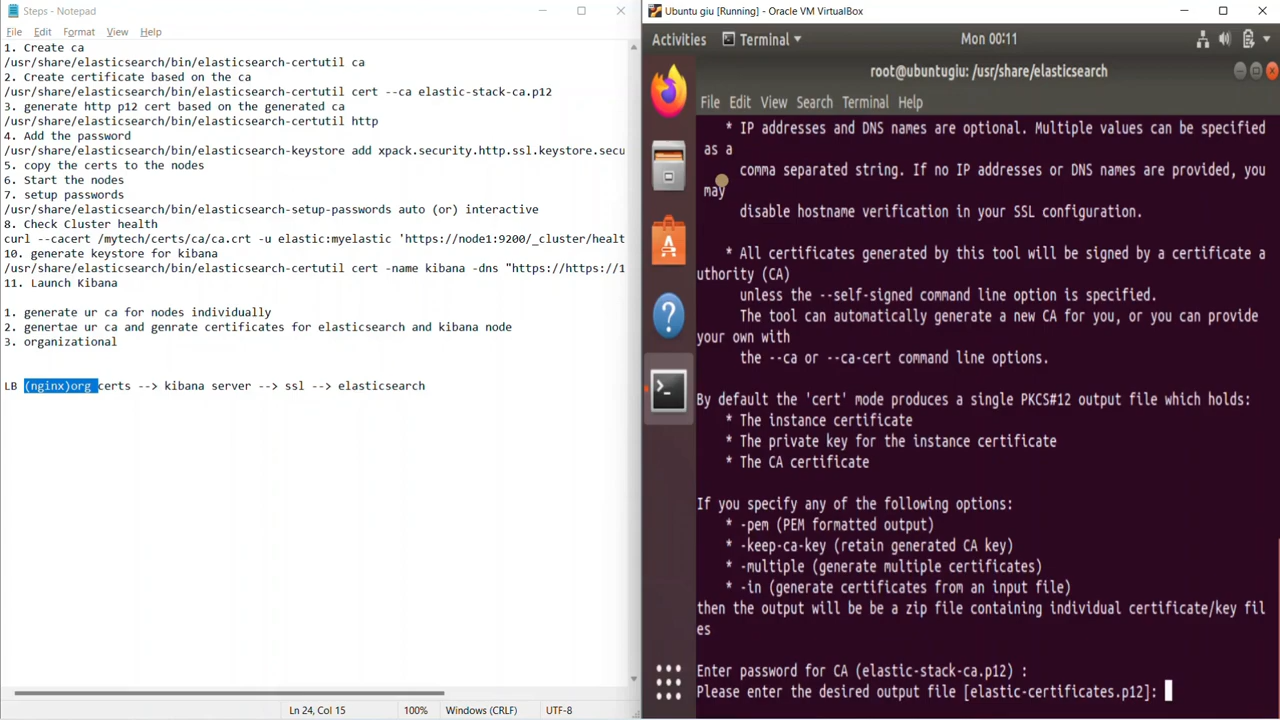 Steps - Notepad
File Edit Format View Help
1. Create ca
/usr/share/elasticsearch/bin/elasticsearch-certutil ca
2. Create certificate based on the ca
/usr/share/elasticsearch/bin/elasticsearch-certutil cert --ca elastic-stack-ca.p12
3. generate http p12 cert based on the generated ca
/usr/share/elasticsearch/bin/elasticsearch-certutil http
4. Add the password
/usr/share/elasticsearch/bin/elasticsearch-keystore add xpack.security.http.ssl.keystore.secu
5. copy the certs to the nodes
6. Start the nodes
7. setup passwords
/usr/share/elasticsearch/bin/elasticsearch-setup-passwords auto (or) interactive
8. Check Cluster health
curl --cacert /mytech/certs/ca/ca.crt -u elastic:myelastic 'https://node1:9200/_cluster/healt
10. generate keystore for kibana
/usr/share/elasticsearch/bin/elasticsearch-certutil cert -name kibana -dns "https://https://1
11. Launch Kibana
1. generate ur ca for nodes individually
2. genertae ur ca and genrate certificates for elasticsearch and kibana node
3. organizational
LB (nginx)org certs --> kibana server --> ssl --> elasticsearch
Ln 24, Col 15 100% Windows (CRLF) UTF-8
Ubuntu giu [Running] - Oracle VM VirtualBox
Activities Terminal Mon 00:11
root@ubuntugiu: /usr/share/elasticsearch
File Edit View Search Terminal Help
* IP addresses and DNS names are optional. Multiple values can be specified
as a
comma separated string. If no IP addresses or DNS names are provided, you
may
disable hostname verification in your SSL configuration.
* All certificates generated by this tool will be signed by a certificate a
uthority (CA)
unless the --self-signed command line option is specified.
The tool can automatically generate a new CA for you, or you can provide
your own with
the --ca or --ca-cert command line options.
By default the 'cert' mode produces a single PKCS#12 output file which holds:
* The instance certificate
* The private key for the instance certificate
* The CA certificate
If you specify any of the following options:
* -pem (PEM formatted output)
* -keep-ca-key (retain generated CA key)
* -multiple (generate multiple certificates)
* -in (generate certificates from an input file)
then the output will be be a zip file containing individual certificate/key fil
es
Enter password for CA (elastic-stack-ca.p12) :
Please enter the desired output file [elastic-certificates.p12]: